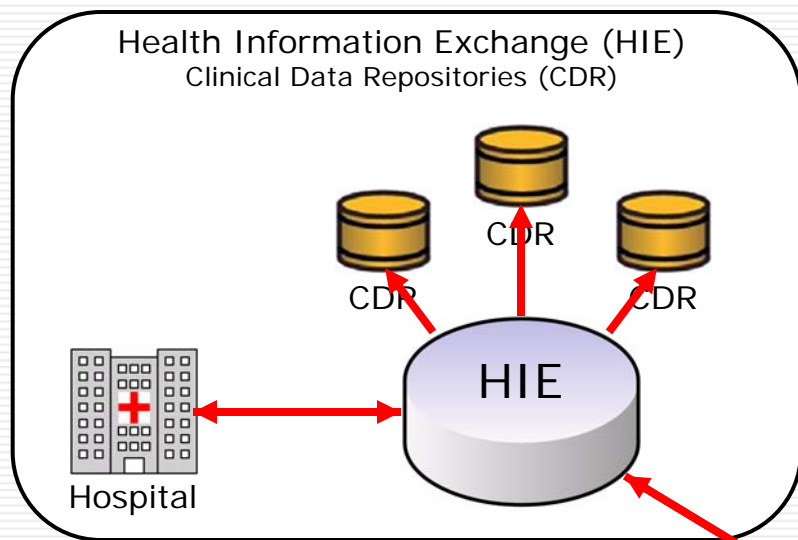 Health Information Exchange (HIE)
Clinical Data Repositories (CDR)
CDR
CDR
CDR
HIE
Hospital